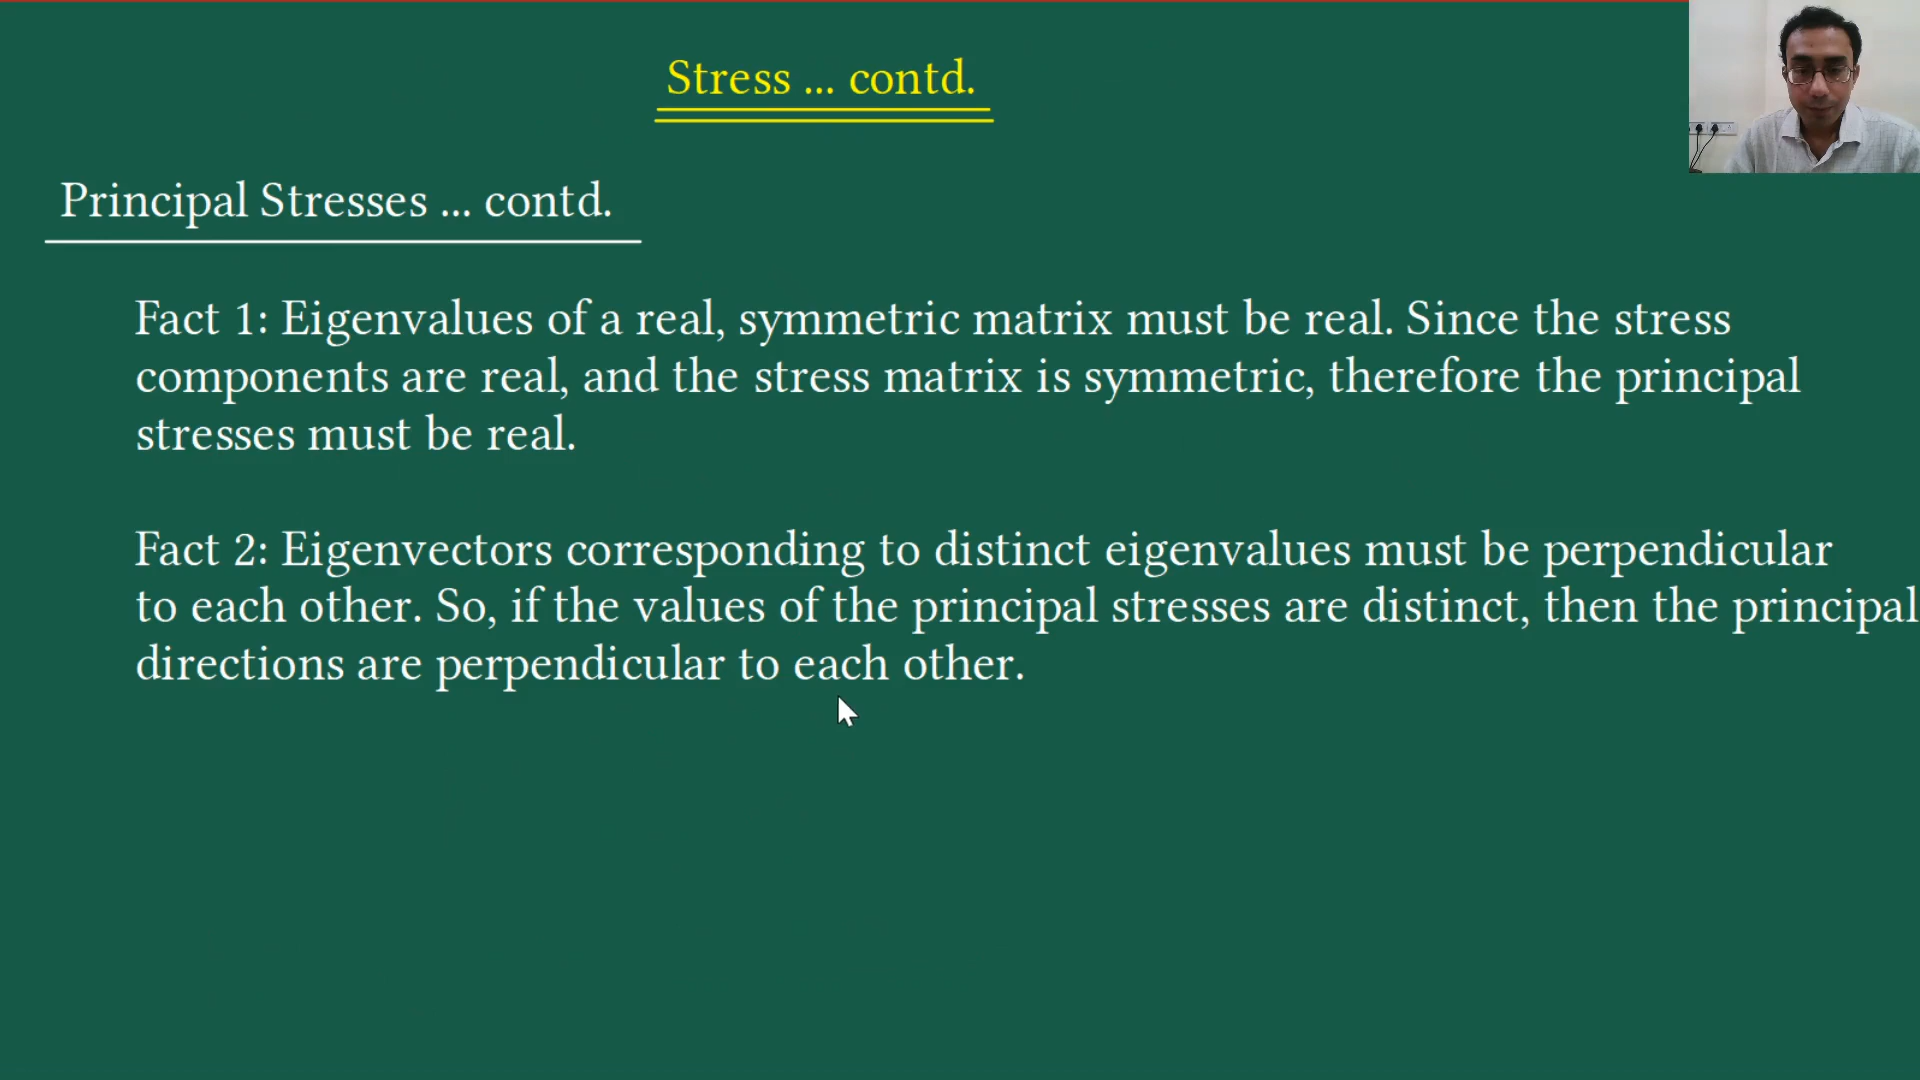 Stress ... contd.
Principal Stresses ... contd.
Fact 1: Eigenvalues of a real, symmetric matrix must be real. Since the stress
components are real, and the stress matrix is symmetric, therefore the principal
stresses must be real.
Fact 2: Eigenvectors corresponding to distinct eigenvalues must be perpendicular
to each other. So, if the values of the principal stresses are distinct, then the principal
directions are perpendicular to each other.